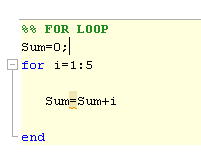 %% FOR LOOP
Sum=0;
for i=1:5
Sum=Sum+i
end